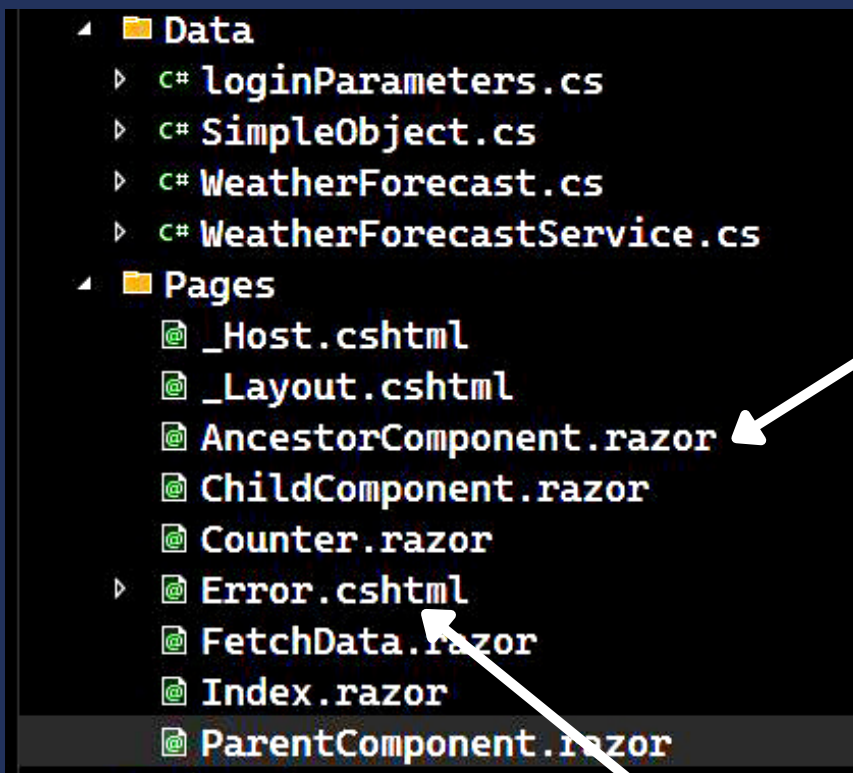 Data
C# loginParameters.cs
C# SimpleObject.cs
C# WeatherForecast.cs
C# WeatherForecastService.cs
Pages
@ _Host.cshtml
@ _Layout.cshtml
@ AncestorComponent.razor
@ ChildComponent.razor
@ Counter.razor
@ Error.cshtml
@ FetchData.razor
@ Index.razor
@ ParentComponent.razor